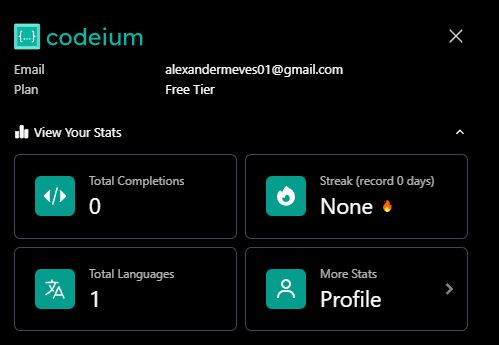 {...} codeium
Email alexandermeves01@gmail.com
Plan Free Tier
View Your Stats
Total Completions
0
Streak (record 0 days)
None 🔥
Total Languages
1
More Stats
Profile